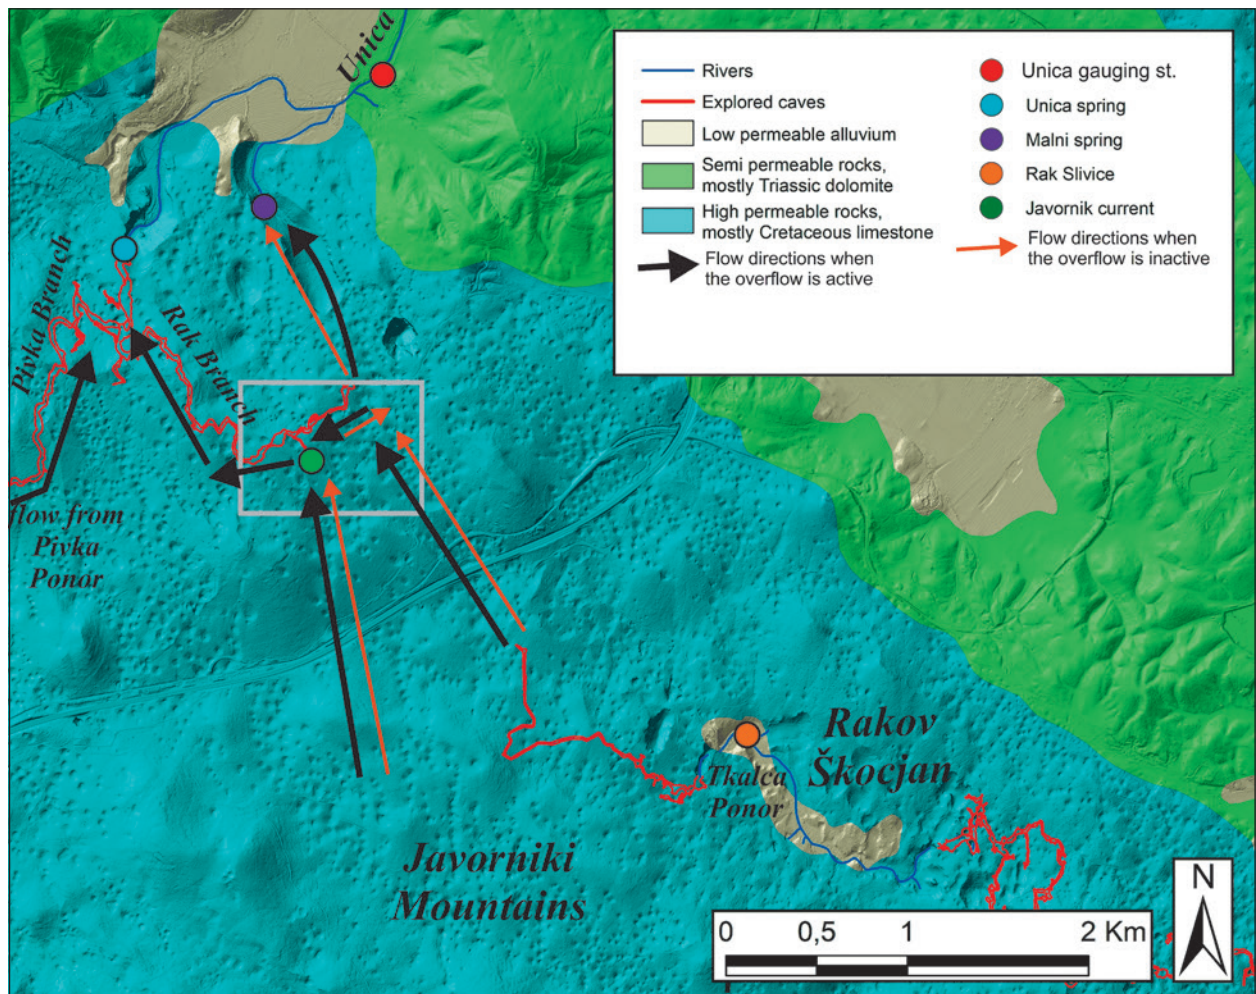 Unica
Rivers
Explored caves
Low permeable alluvium
Semi permeable rocks,
mostly Triassic dolomite
High permeable rocks,
mostly Cretaceous limestone
Flow directions when
the overflow is active
Unica gauging st.
Unica spring
Malni spring
Rak Slivice
Javornik current
Flow directions when
the overflow is inactive
Pivka Branch
Rak Branch
flow from
Pivka
Ponar
Rakov
Škocjan
Tkalca
Ponor
Javorniki
Mountains
N
0 0,5 1 2 Km